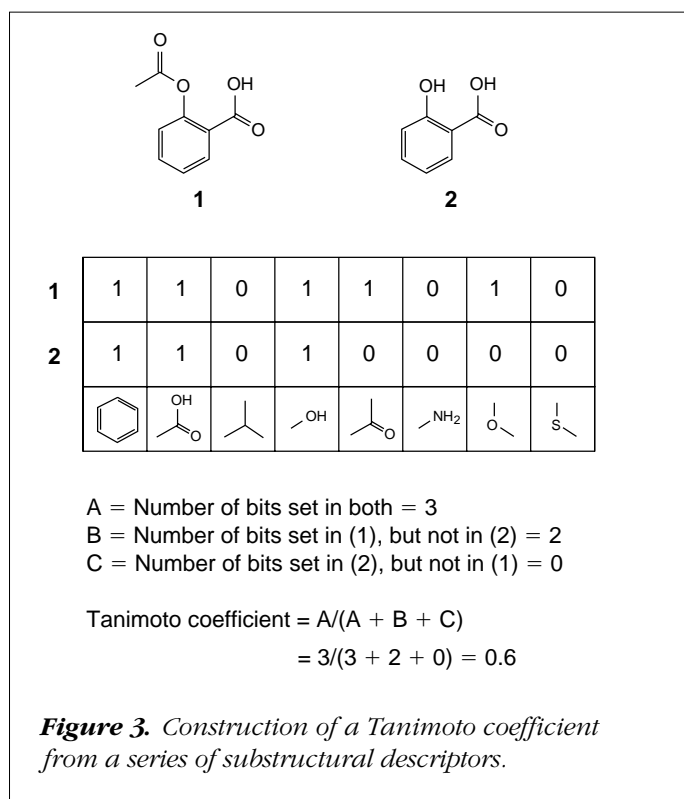 O
O
OH
O
1
OH
OH
O
2
1 1 1 0 1 1 0 1 0
2 1 1 0 1 0 0 0 0
OH O OH O NH2 O S
A = Number of bits set in both = 3
B = Number of bits set in (1), but not in (2) = 2
C = Number of bits set in (2), but not in (1) = 0
Tanimoto coefficient = A/(A + B + C)
= 3/(3 + 2 + 0) = 0.6
Figure 3. Construction of a Tanimoto coefficient
from a series of substructural descriptors.